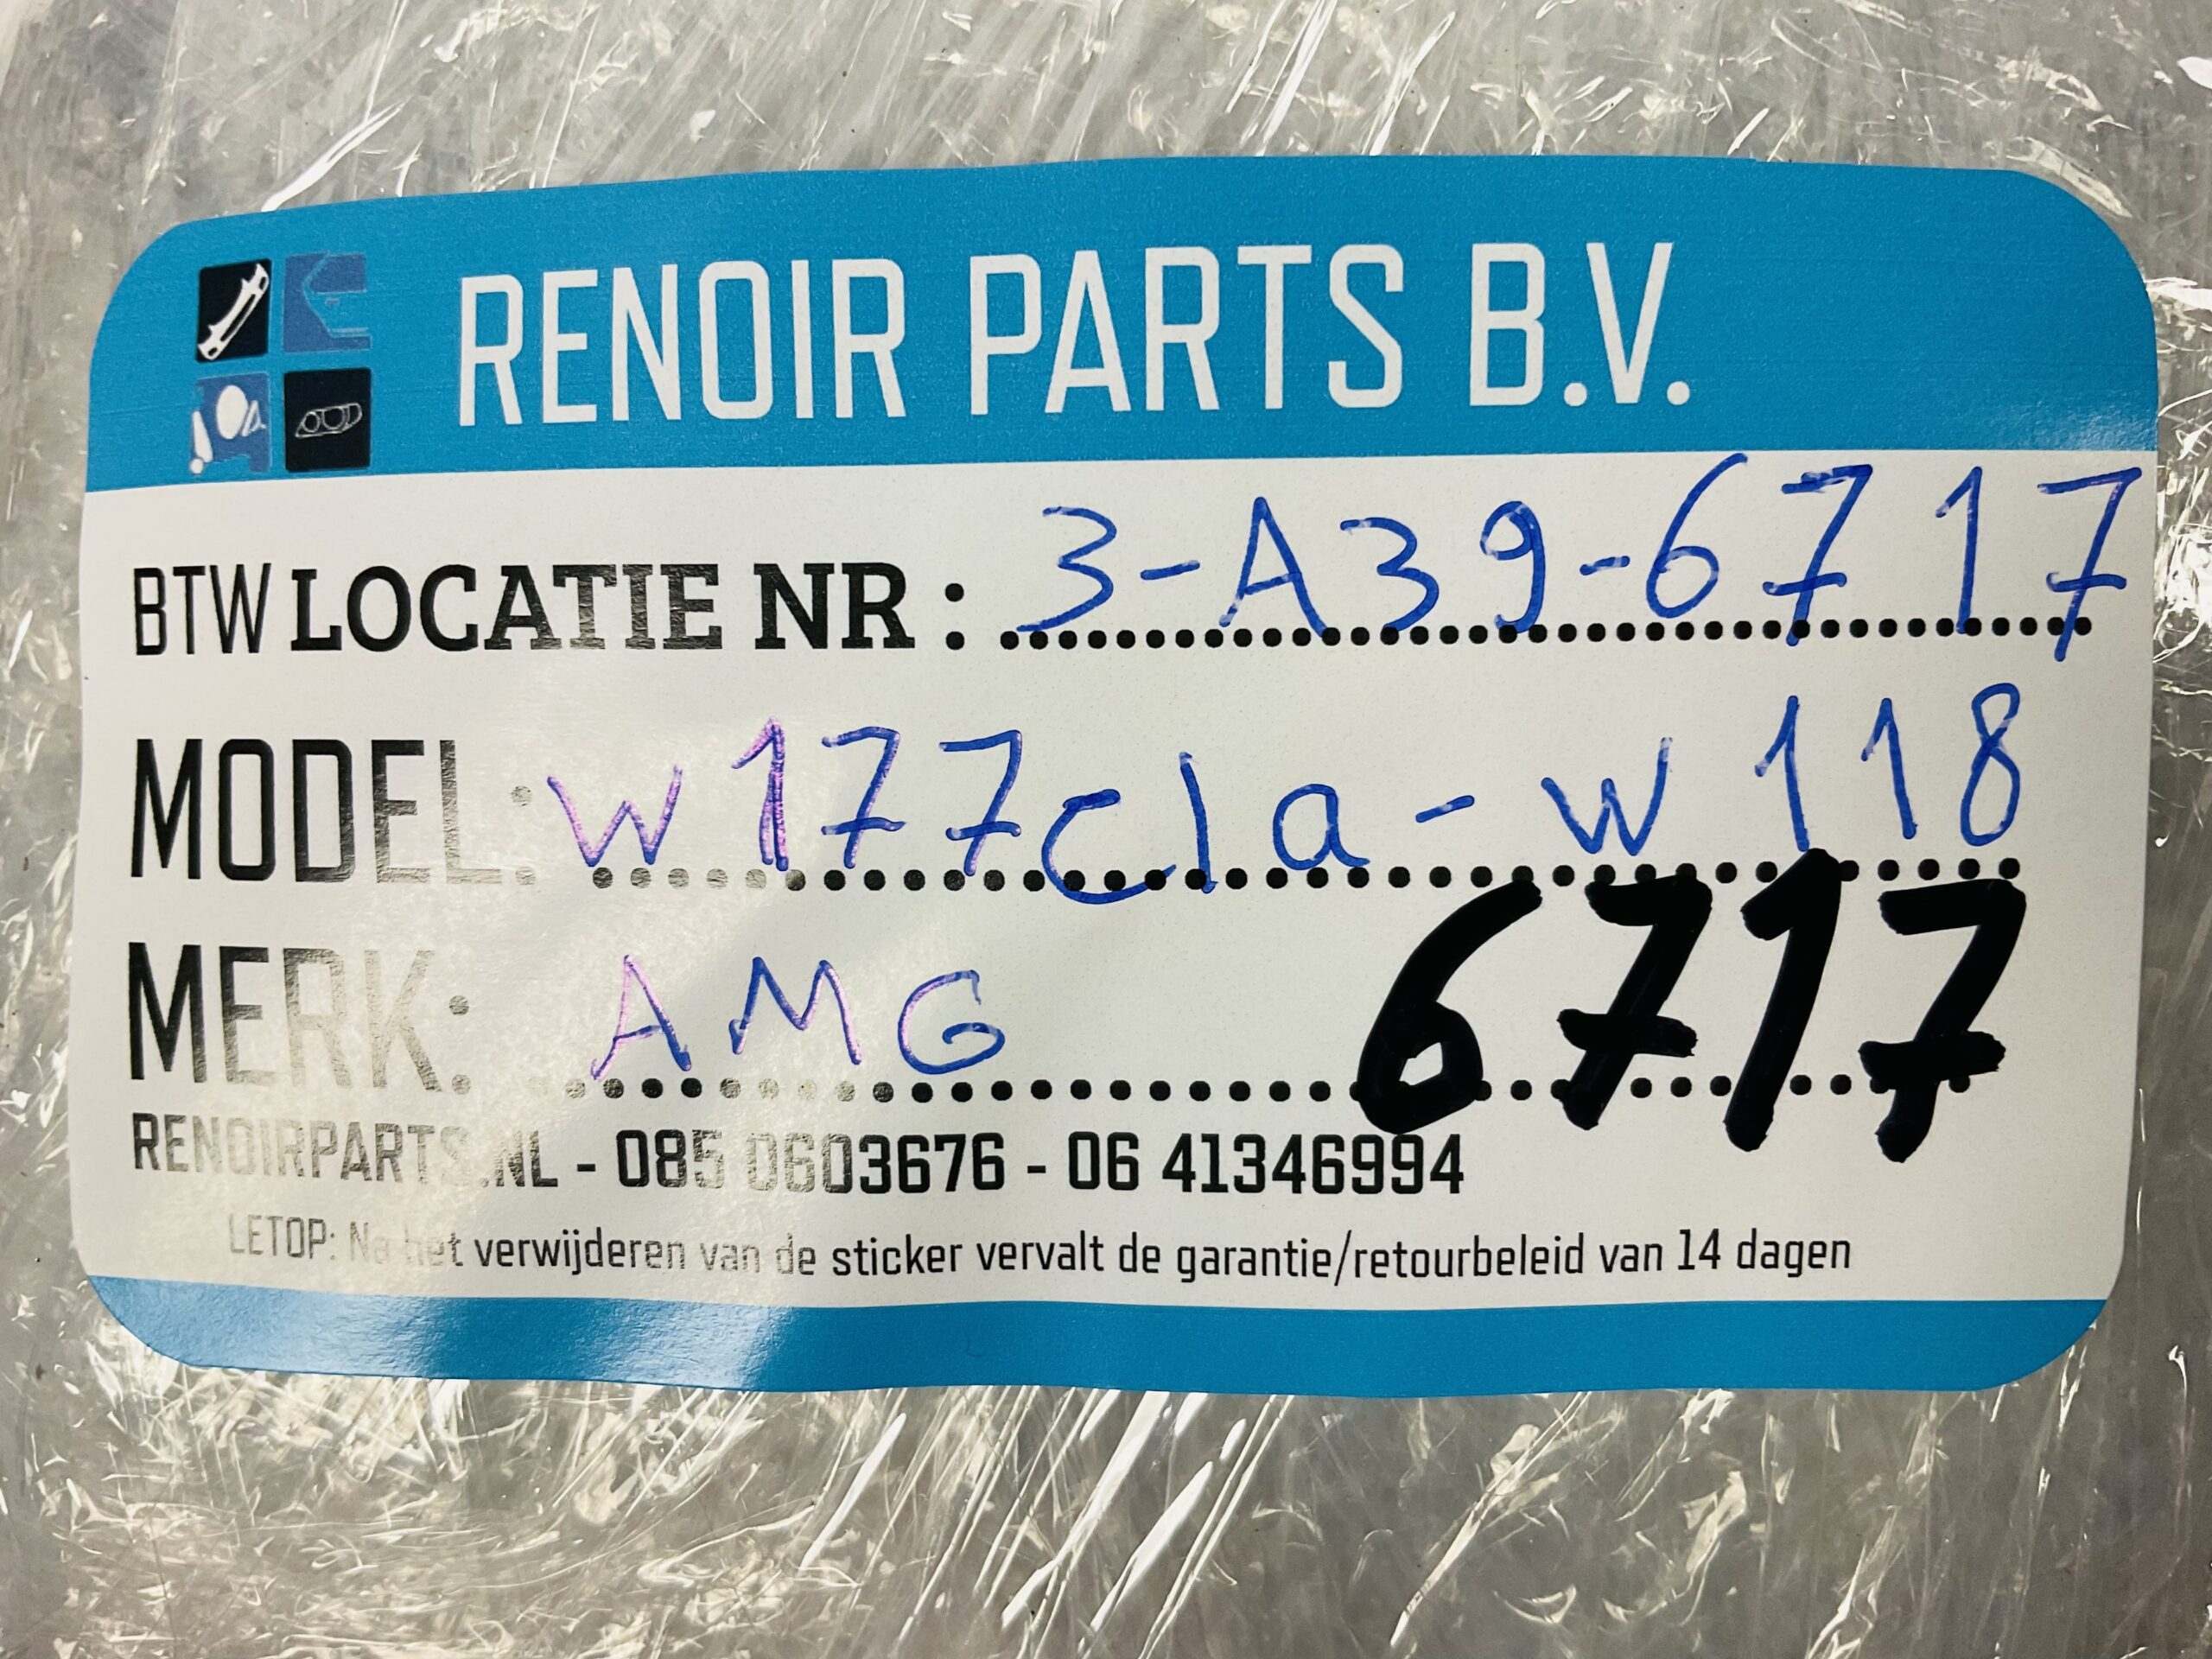 RENOIR PARTS B.V.
BTW LOCATIE NR : 3-A39-6717
MODEL: W177cla-W118
MERK: AMG 6717
RENOIRPARTS.NL - 085 0603676 - 06 41346994
LETOP: Na het verwijderen van de sticker vervalt de garantie/retourbeleid van 14 dagen